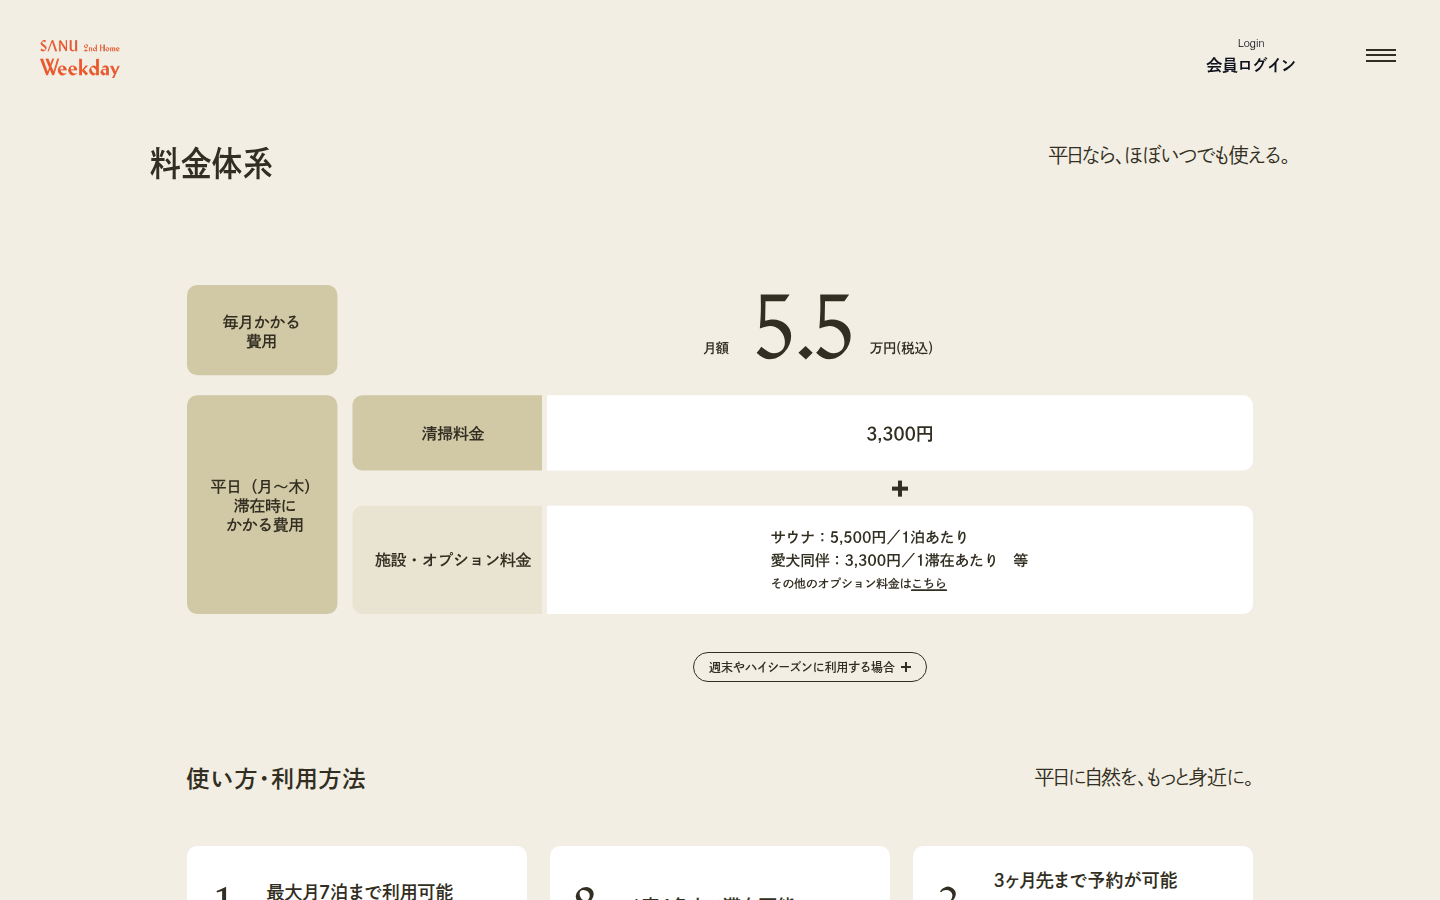 SANU 2nd Home
Weekday
Login
会員ログイン
料金体系
平日なら、ほぼいつでも使える。
毎月かかる
費用
月額 5.5 万円(税込)
平日（月〜木）
滞在時に
かかる費用
清掃料金
3,300円
+
施設・オプション料金
サウナ：5,500円／1泊あたり
愛犬同伴：3,300円／1滞在あたり　等
その他のオプション料金はこちら
週末やハイシーズンに利用する場合 +
使い方・利用方法
平日に自然を、もっと身近に。
1
最大月7泊まで利用可能
3ヶ月先まで予約が可能